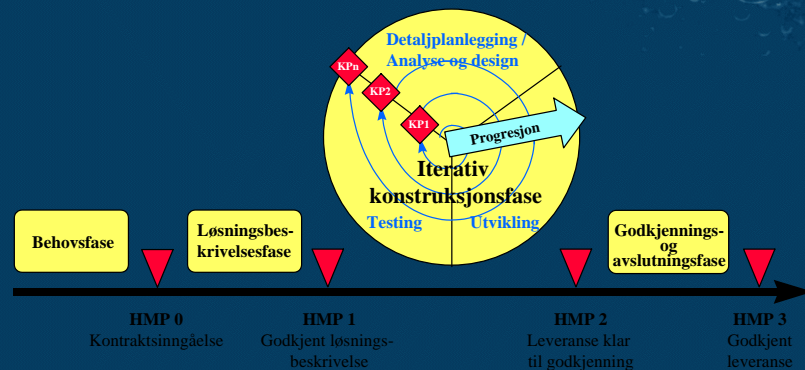 Detaljplanlegging /
Analyse og design
KPn
KP2
KP1
Progresjon
Iterativ
konstruksjonsfase
Testing
Utvikling
Behovsfase
Løsningsbes-
krivelsesfase
Godkjennings-
og
avslutningsfase
HMP 0
Kontraktsinngåelse
HMP 1
Godkjent løsnings-
beskrivelse
HMP 2
Leveranse klar
til godkjenning
HMP 3
Godkjent
leveranse